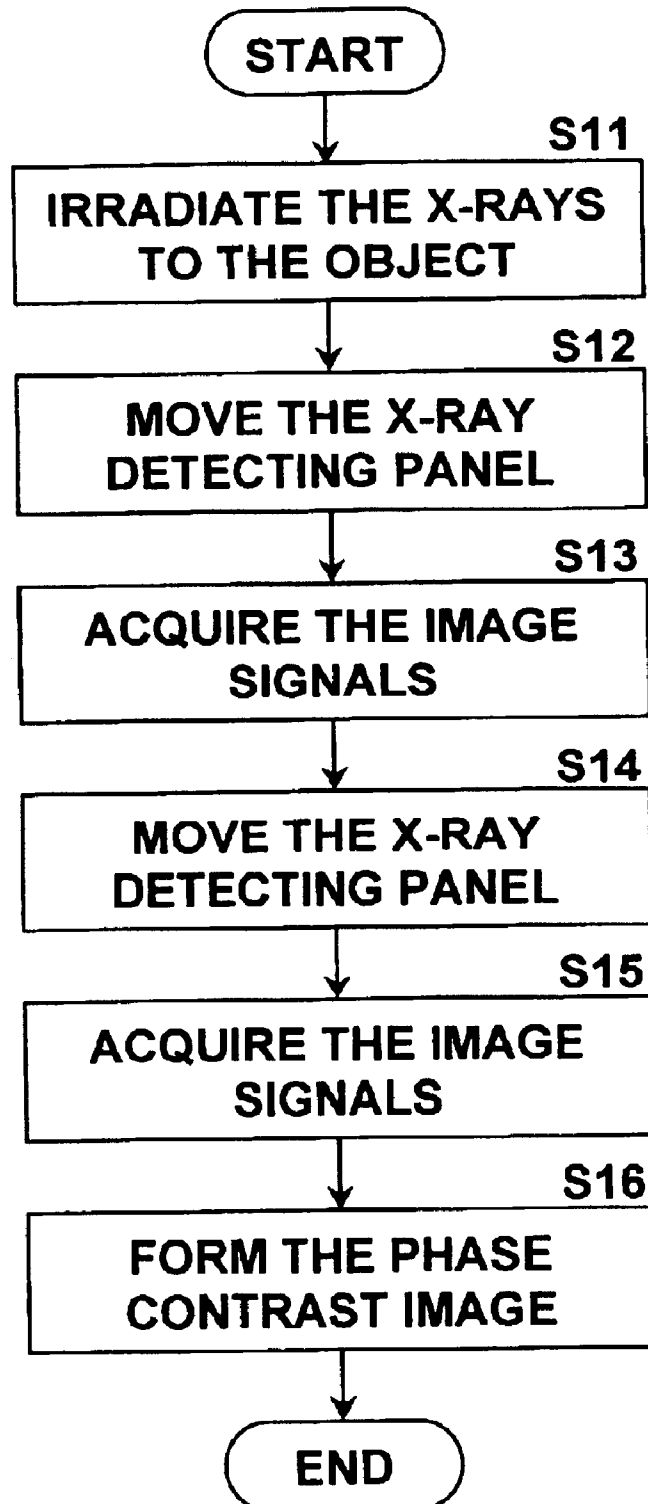 START
S11
IRRADIATE THE X-RAYS
TO THE OBJECT
S12
MOVE THE X-RAY
DETECTING PANEL
S13
ACQUIRE THE IMAGE
SIGNALS
S14
MOVE THE X-RAY
DETECTING PANEL
S15
ACQUIRE THE IMAGE
SIGNALS
S16
FORM THE PHASE
CONTRAST IMAGE
END